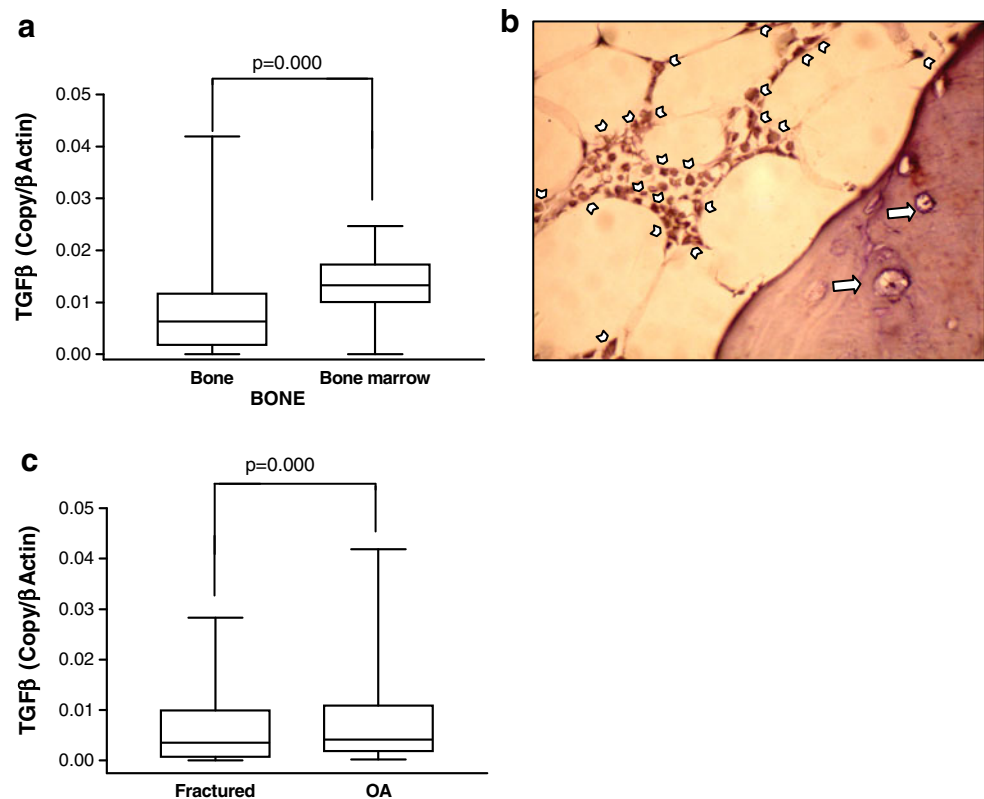 a
p=0.000
TGFβ (Copy/βActin)
0.05
0.04
0.03
0.02
0.01
0.00
Bone
Bone marrow
BONE
b
c
p=0.000
TGFβ (Copy/βActin)
0.05
0.04
0.03
0.02
0.01
0.00
Fractured
OA